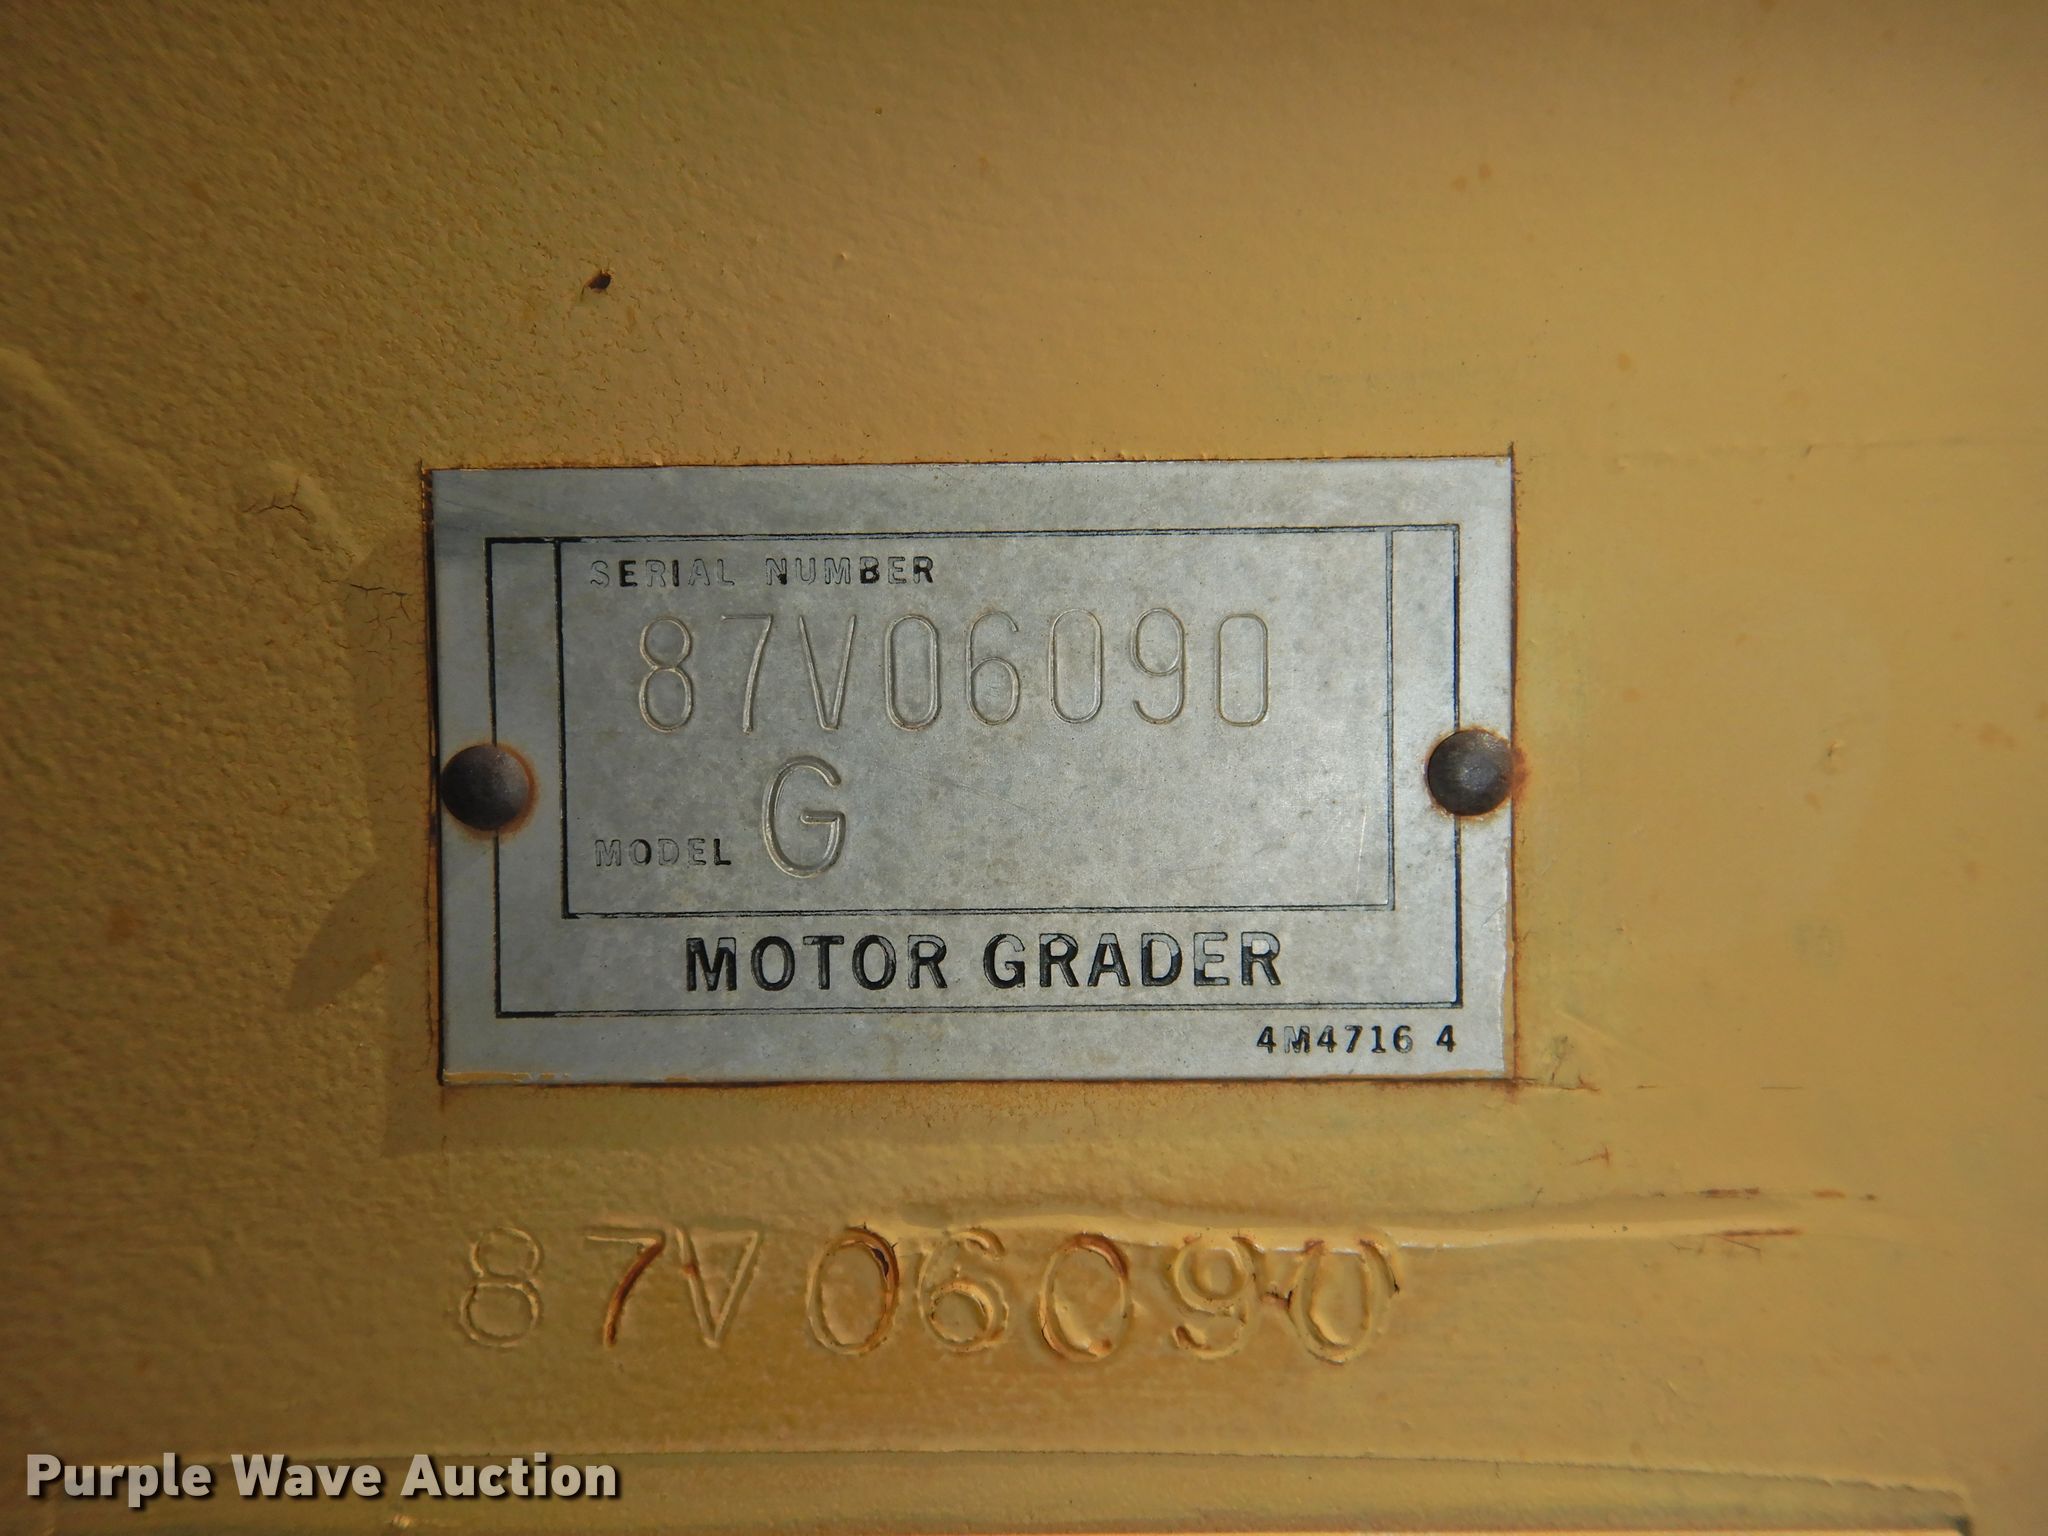 SERIAL NUMBER
87V06090
MODEL G
MOTOR GRADER
4M4716 4
87V06090
Purple Wave Auction